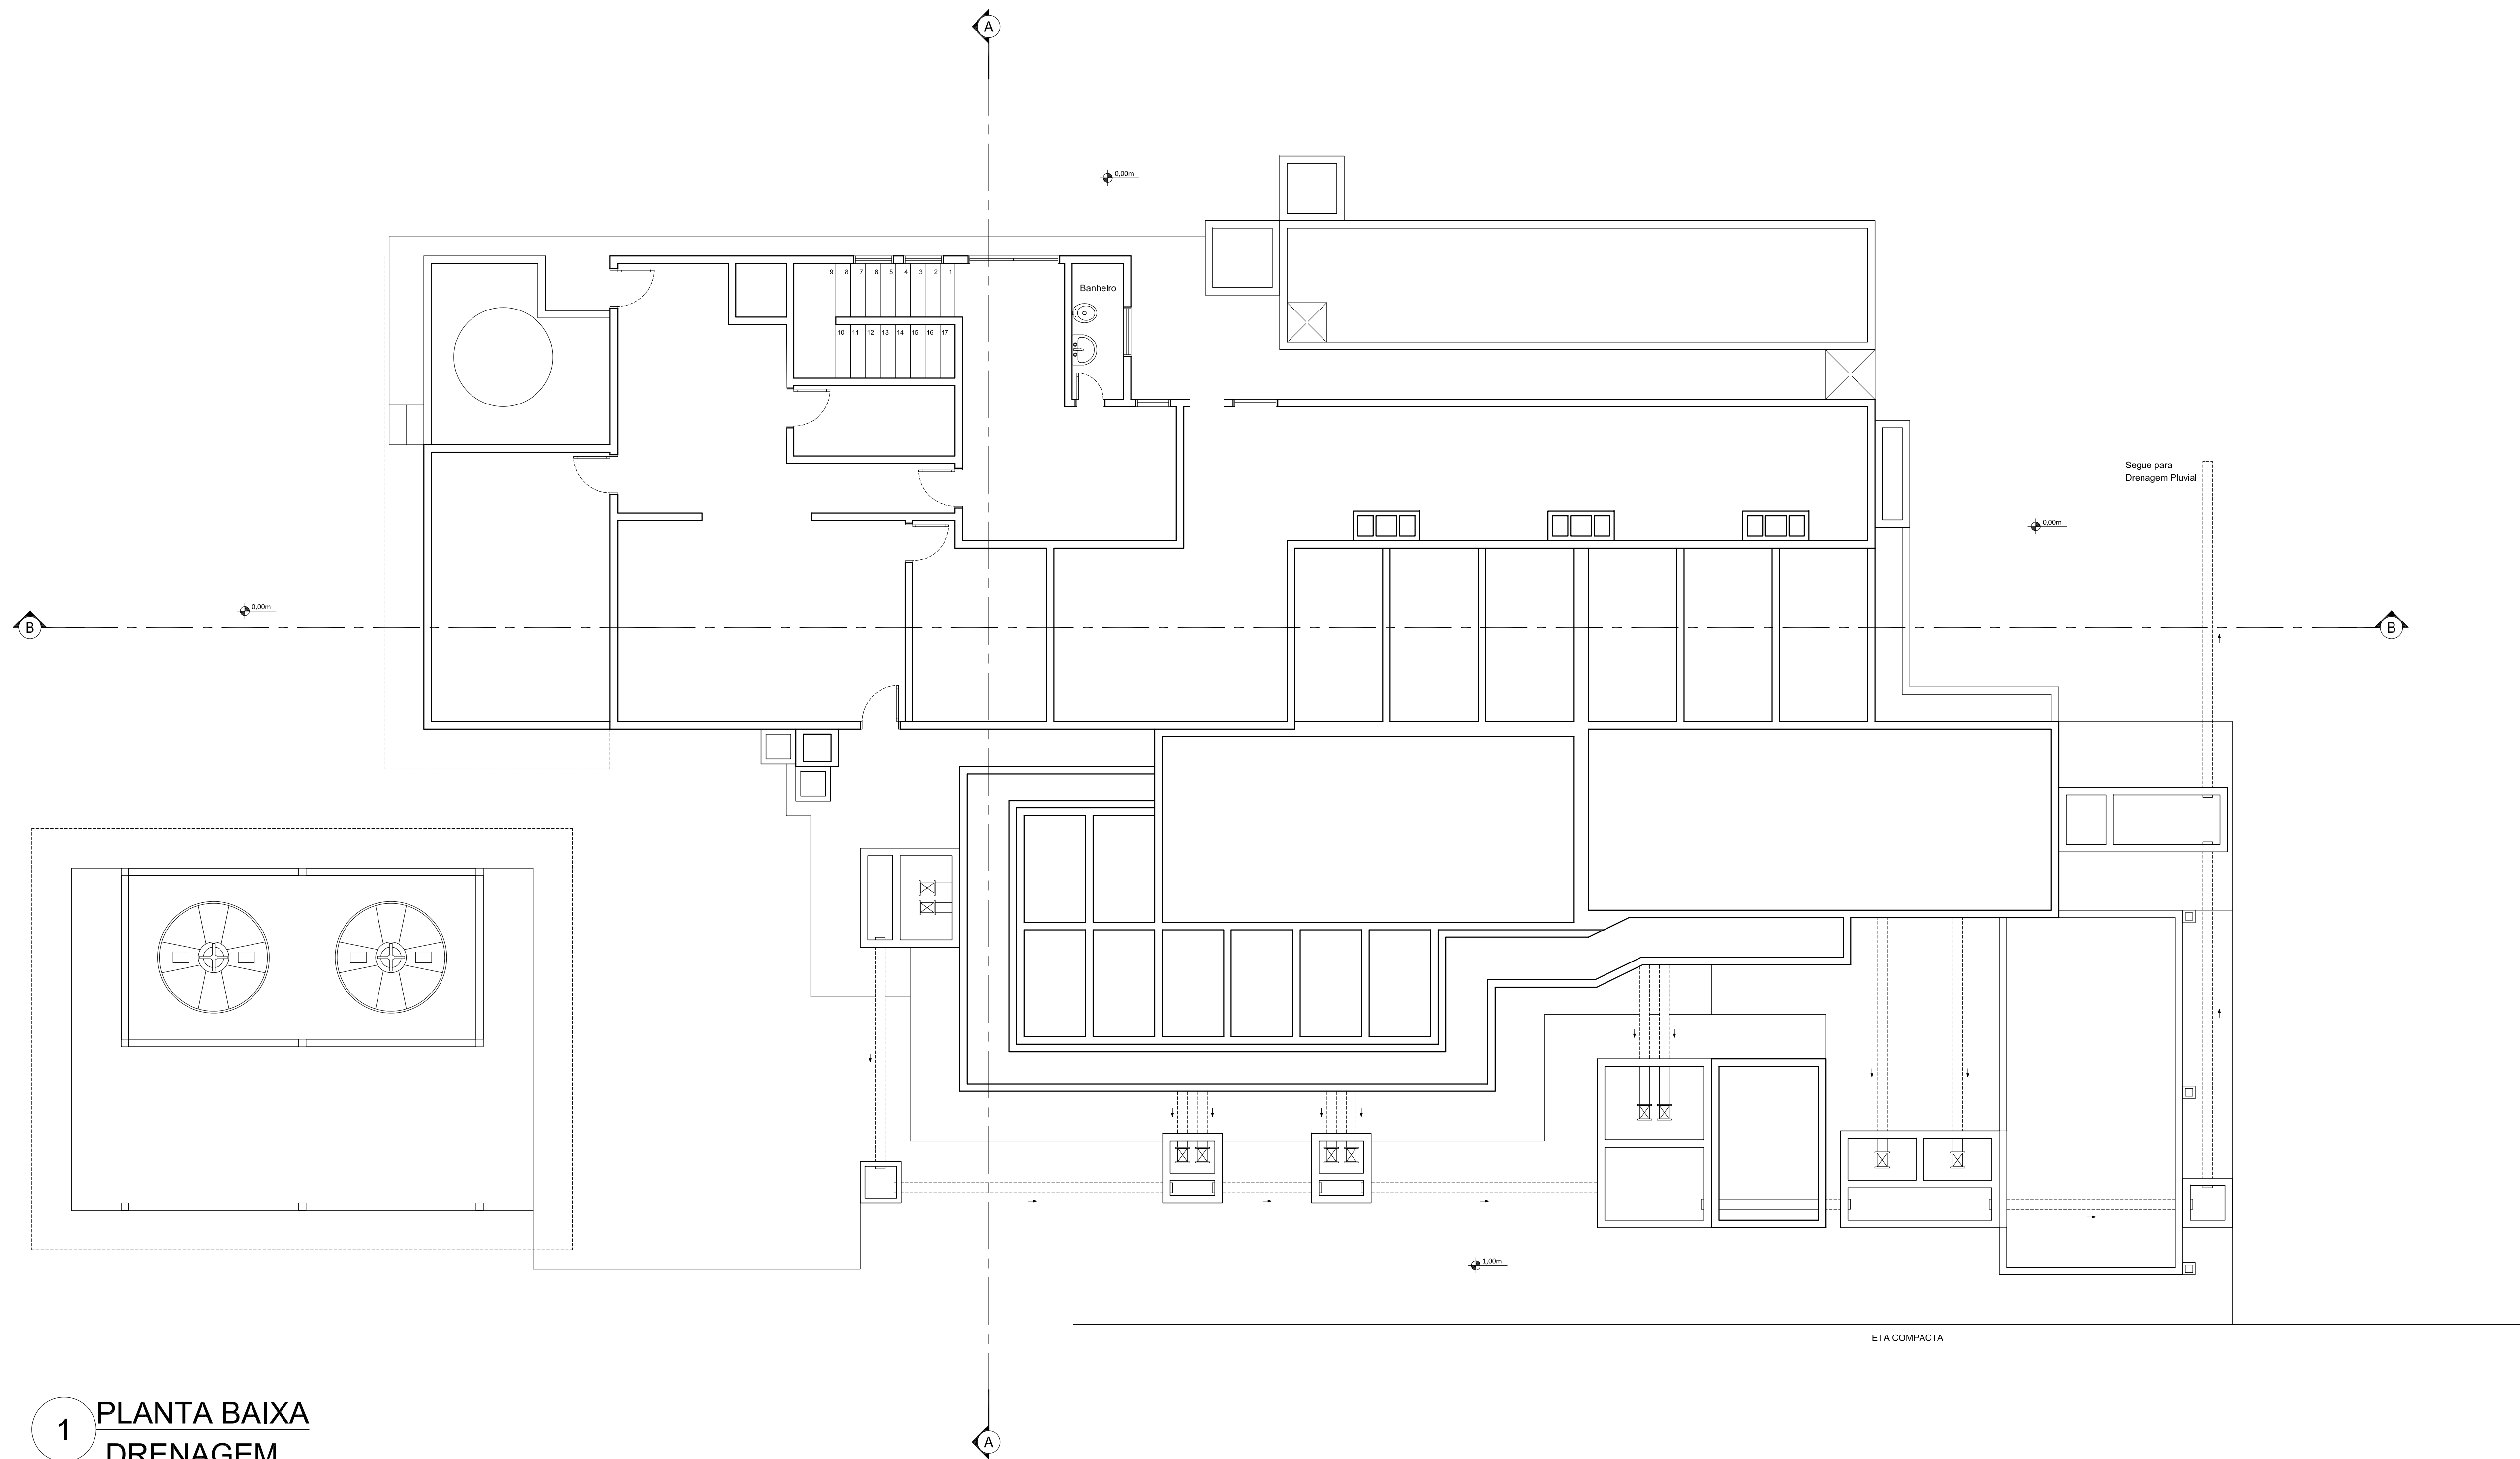 A
0,00m
9 8 7 6 5 4 3 2 1
Banheiro
10 11 12 13 14 15 16 17
Segue para
Drenagem Pluvial
0,00m
0,00m
B
B
1,00m
ETA COMPACTA
1
PLANTA BAIXA
DRENAGEM
A